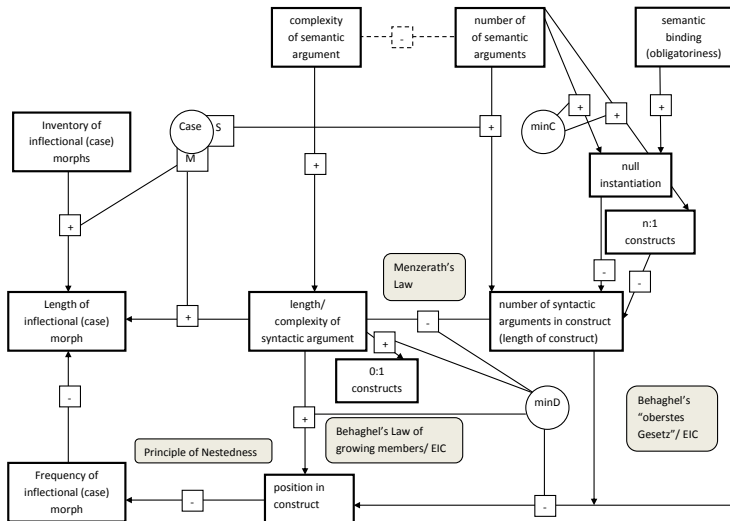 complexity
of semantic
argument
-
number of
of semantic
arguments
semantic
binding
(obligatoriness)
Inventory of
inflectional (case)
morphs
Case
S
M
+
minC
+
+
+
+
null
instantiation
n:1
constructs
+
-
-
Menzerath's
Law
Length of
inflectional (case)
morph
+
length/
complexity of
syntactic argument
-
number of syntactic
arguments in construct
(length of construct)
+
0:1
constructs
-
minD
+
Behaghel's Law of
growing members/ EIC
Behaghel's
"oberstes
Gesetz"/ EIC
Principle of Nestedness
Frequency of
inflectional (case)
morph
-
position in
construct
-